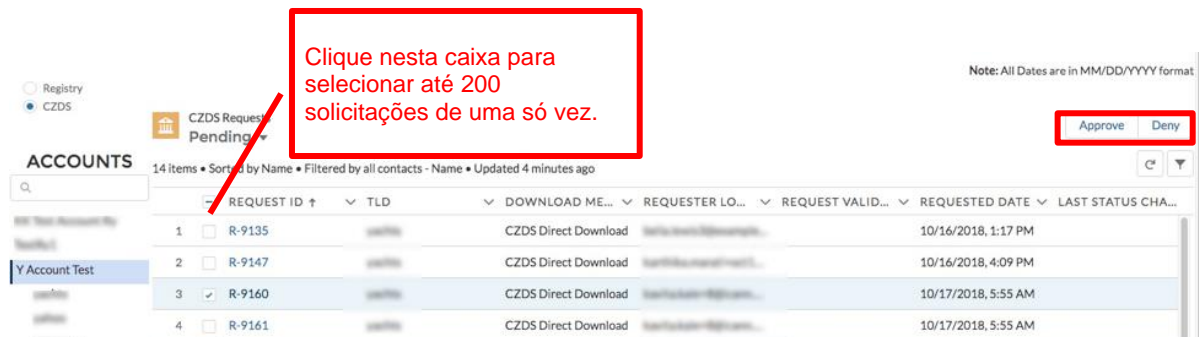 Clique nesta caixa para
selecionar até 200
solicitações de uma só vez.
Note: All Dates are in MM/DD/YYYY format
Registry
CZDS
CZDS Requests
Pending
Approve Deny
ACCOUNTS
14 items • Sorted by Name • Filtered by all contacts - Name • Updated 4 minutes ago
REQUEST ID ↑ TLD DOWNLOAD ME... REQUESTER LO... REQUEST VALID... REQUESTED DATE LAST STATUS CHA...
1 R-9135 CZDS Direct Download 10/16/2018, 1:17 PM
2 R-9147 CZDS Direct Download 10/16/2018, 4:09 PM
Y Account Test
3 R-9160 CZDS Direct Download 10/17/2018, 5:55 AM
4 R-9161 CZDS Direct Download 10/17/2018, 5:55 AM